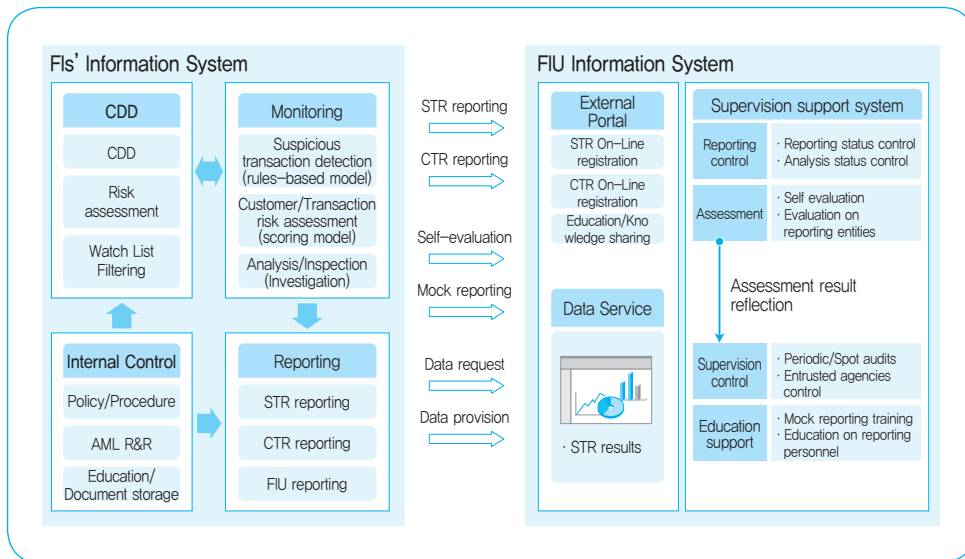 FIs' Information System
CDD
CDD
Risk
assessment
Watch List
Filtering
Monitoring
Suspicious
transaction detection
(rules-based model)
Customer/Transaction
risk assessment
(scoring model)
Analysis/Inspection
(Investigation)
Internal Control
Policy/Procedure
AML R&R
Education/
Document storage
Reporting
STR reporting
CTR reporting
FIU reporting
STR reporting
CTR reporting
Self-evaluation
Mock reporting
Data request
Data provision
FIU Information System
External
Portal
STR On-Line
registration
CTR On-Line
registration
Education/Kno
wledge sharing
Data Service
· STR results
Supervision support system
Reporting
control
· Reporting status control
· Analysis status control
Assessment
· Self evaluation
· Evaluation on
reporting entities
Assessment result
reflection
Supervision
control
· Periodic/Spot audits
· Entrusted agencies
control
Education
support
· Mock reporting training
· Education on reporting
personnel